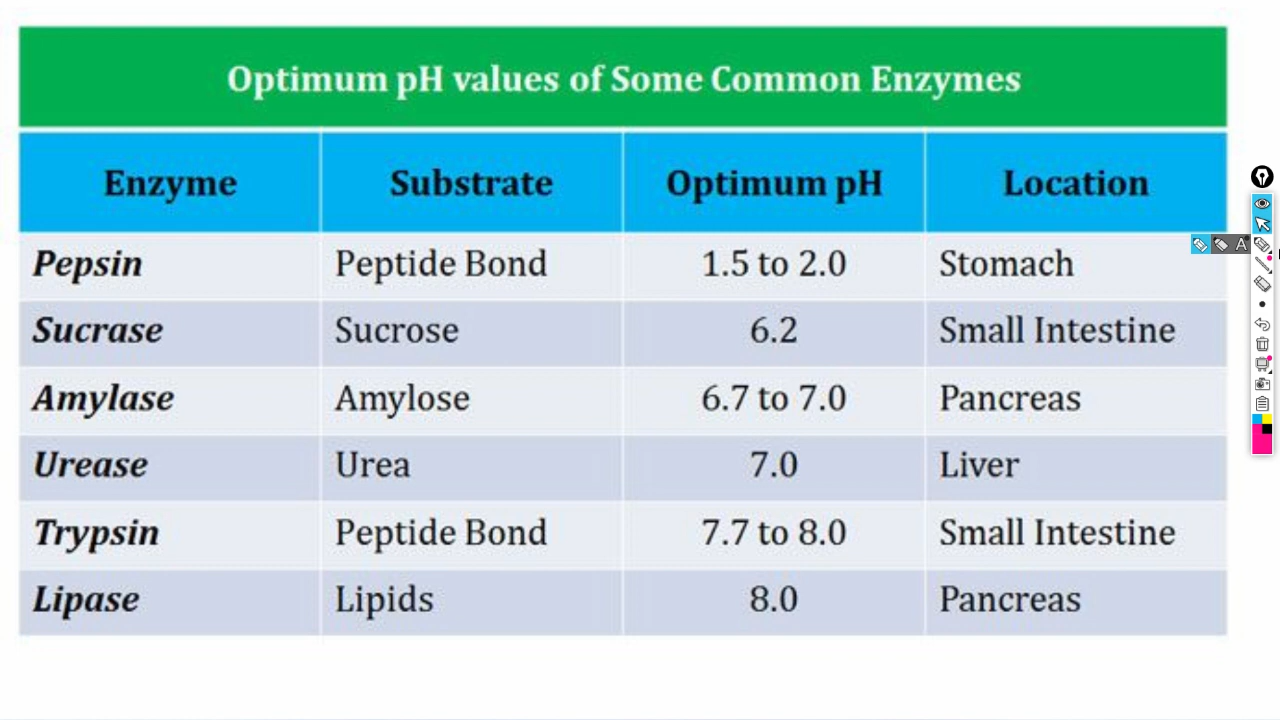 Optimum pH values of Some Common Enzymes
Enzyme Substrate Optimum pH Location
Pepsin Peptide Bond 1.5 to 2.0 Stomach
Sucrase Sucrose 6.2 Small Intestine
Amylase Amylose 6.7 to 7.0 Pancreas
Urease Urea 7.0 Liver
Trypsin Peptide Bond 7.7 to 8.0 Small Intestine
Lipase Lipids 8.0 Pancreas
A